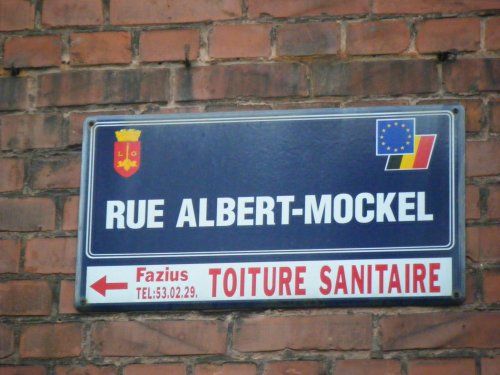 L G
RUE ALBERT-MOCKEL
Fazius
TEL:53.02.29.
TOITURE SANITAIRE